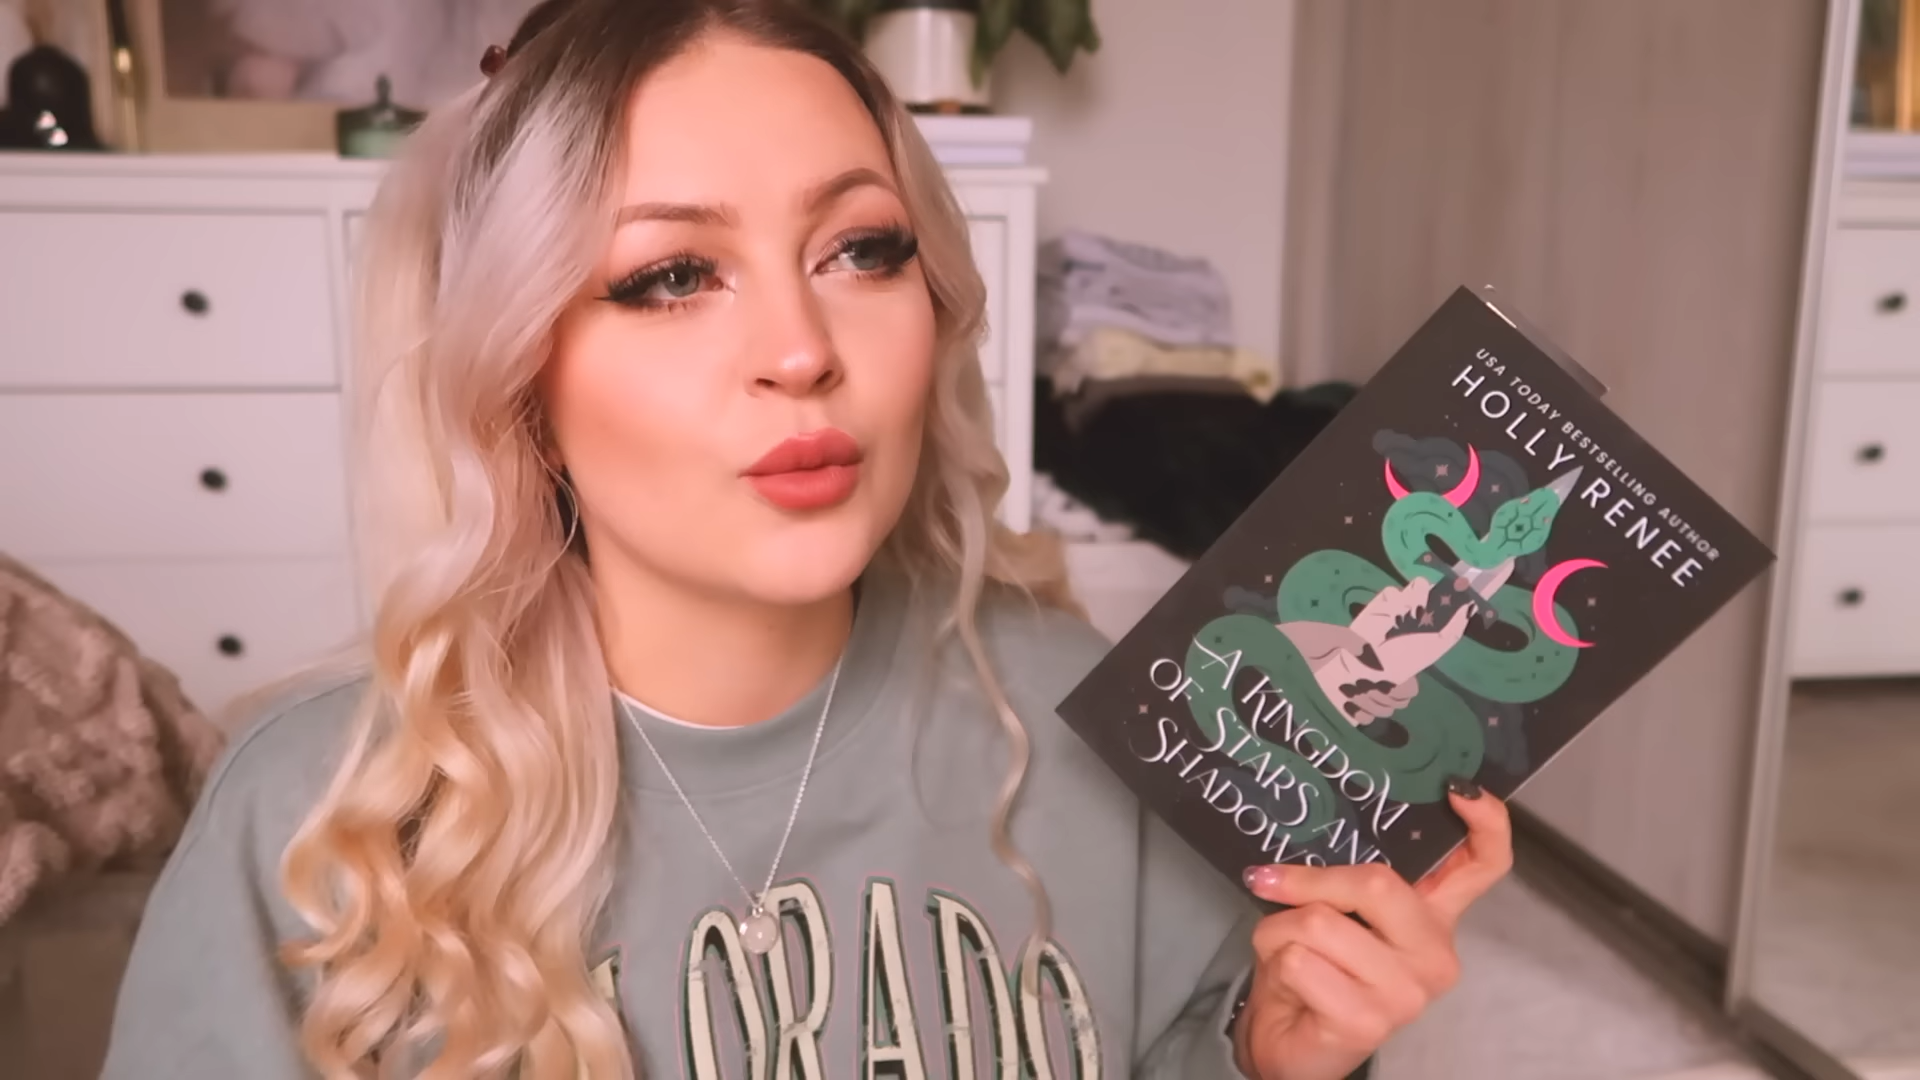 USA TODAY BESTSELLING AUTHOR
HOLLY RENEE
A KINGDOM
OF STARS AND
SHADOWS
ORADO